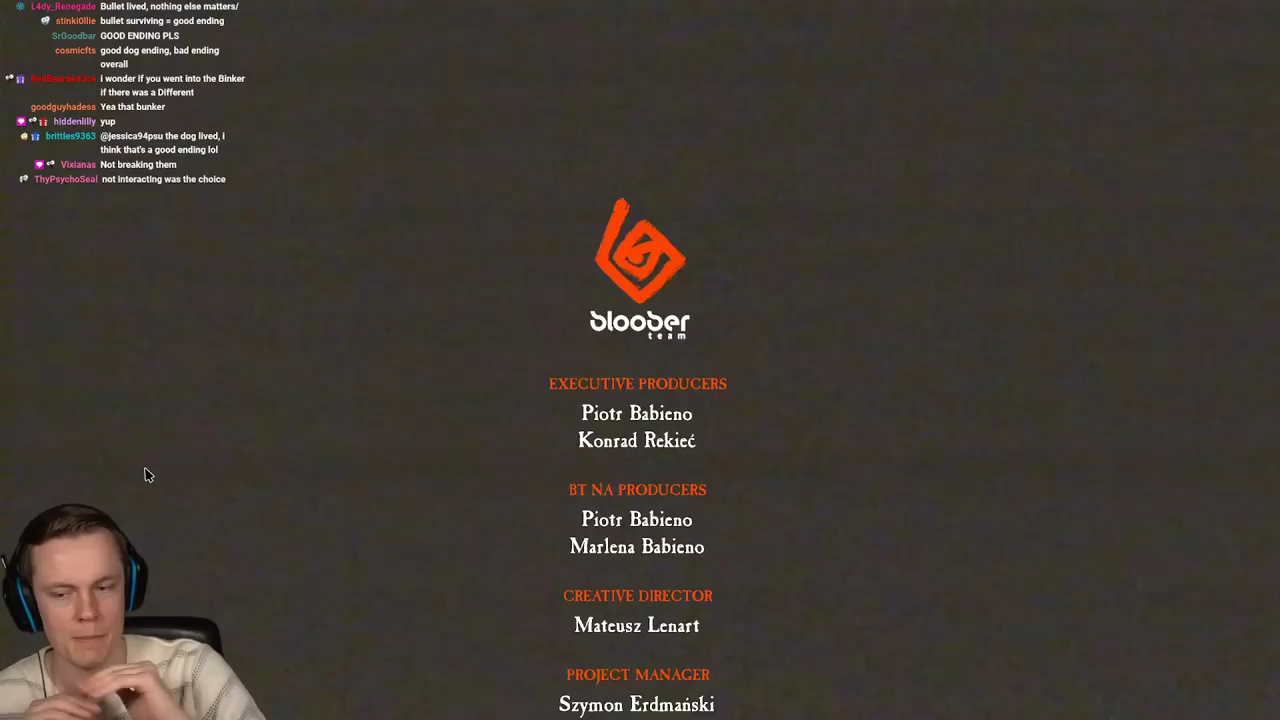 L4dy_Renegade Bullet lived, nothing else matters/
stinki0llie bullet surviving = good ending
SrGoodbar GOOD ENDING PLS
cosmicfts good dog ending, bad ending
overall
i wonder if you went into the Binker
if there was a Different
goodguyhadess Yea that bunker
hiddenlilly yup
brittles9363 @jessica94psu the dog lived, i
think that's a good ending lol
Vixianas Not breaking them
ThyPsychoSeal not interacting was the choice
bloober
team
EXECUTIVE PRODUCERS
Piotr Babieno
Konrad Rekieć
BT NA PRODUCERS
Piotr Babieno
Marlena Babieno
CREATIVE DIRECTOR
Mateusz Lenart
PROJECT MANAGER
Szymon Erdmański